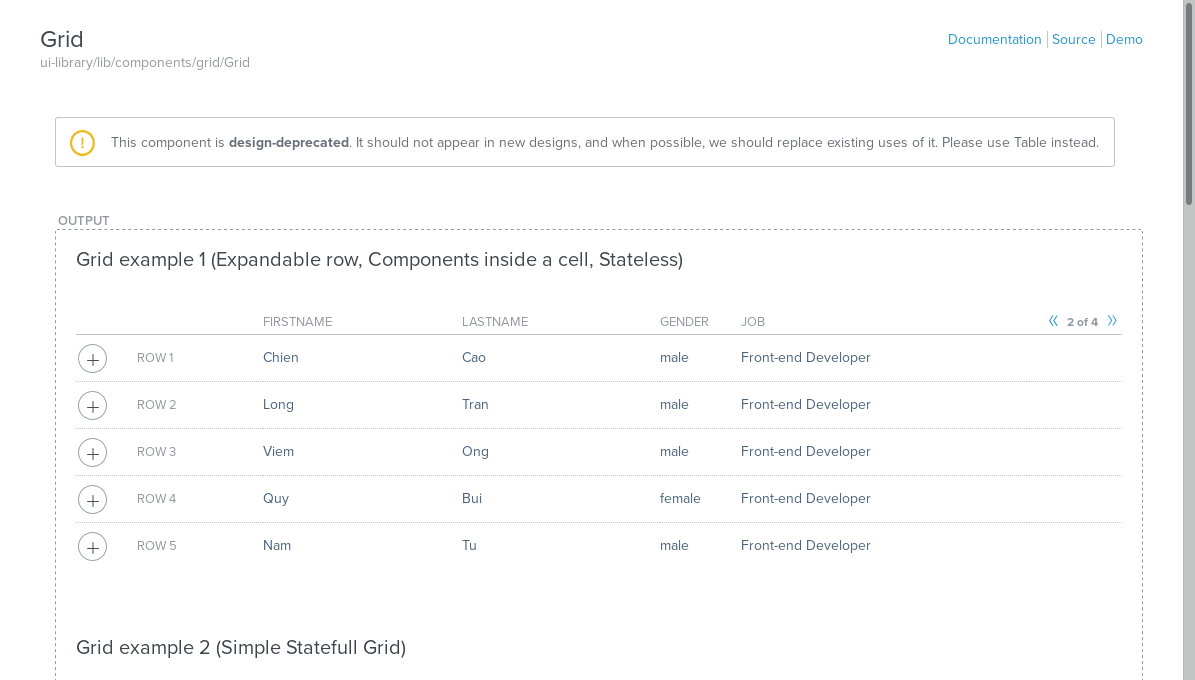 Grid
Documentation Source Demo
ui-library/lib/components/grid/Grid
! This component is design-deprecated. It should not appear in new designs, and when possible, we should replace existing uses of it. Please use Table instead.
OUTPUT
Grid example 1 (Expandable row, Components inside a cell, Stateless)
FIRSTNAME LASTNAME GENDER JOB « 2 of 4 »
+ ROW 1 Chien Cao male Front-end Developer
+ ROW 2 Long Tran male Front-end Developer
+ ROW 3 Viem Ong male Front-end Developer
+ ROW 4 Quy Bui female Front-end Developer
+ ROW 5 Nam Tu male Front-end Developer
Grid example 2 (Simple Statefull Grid)